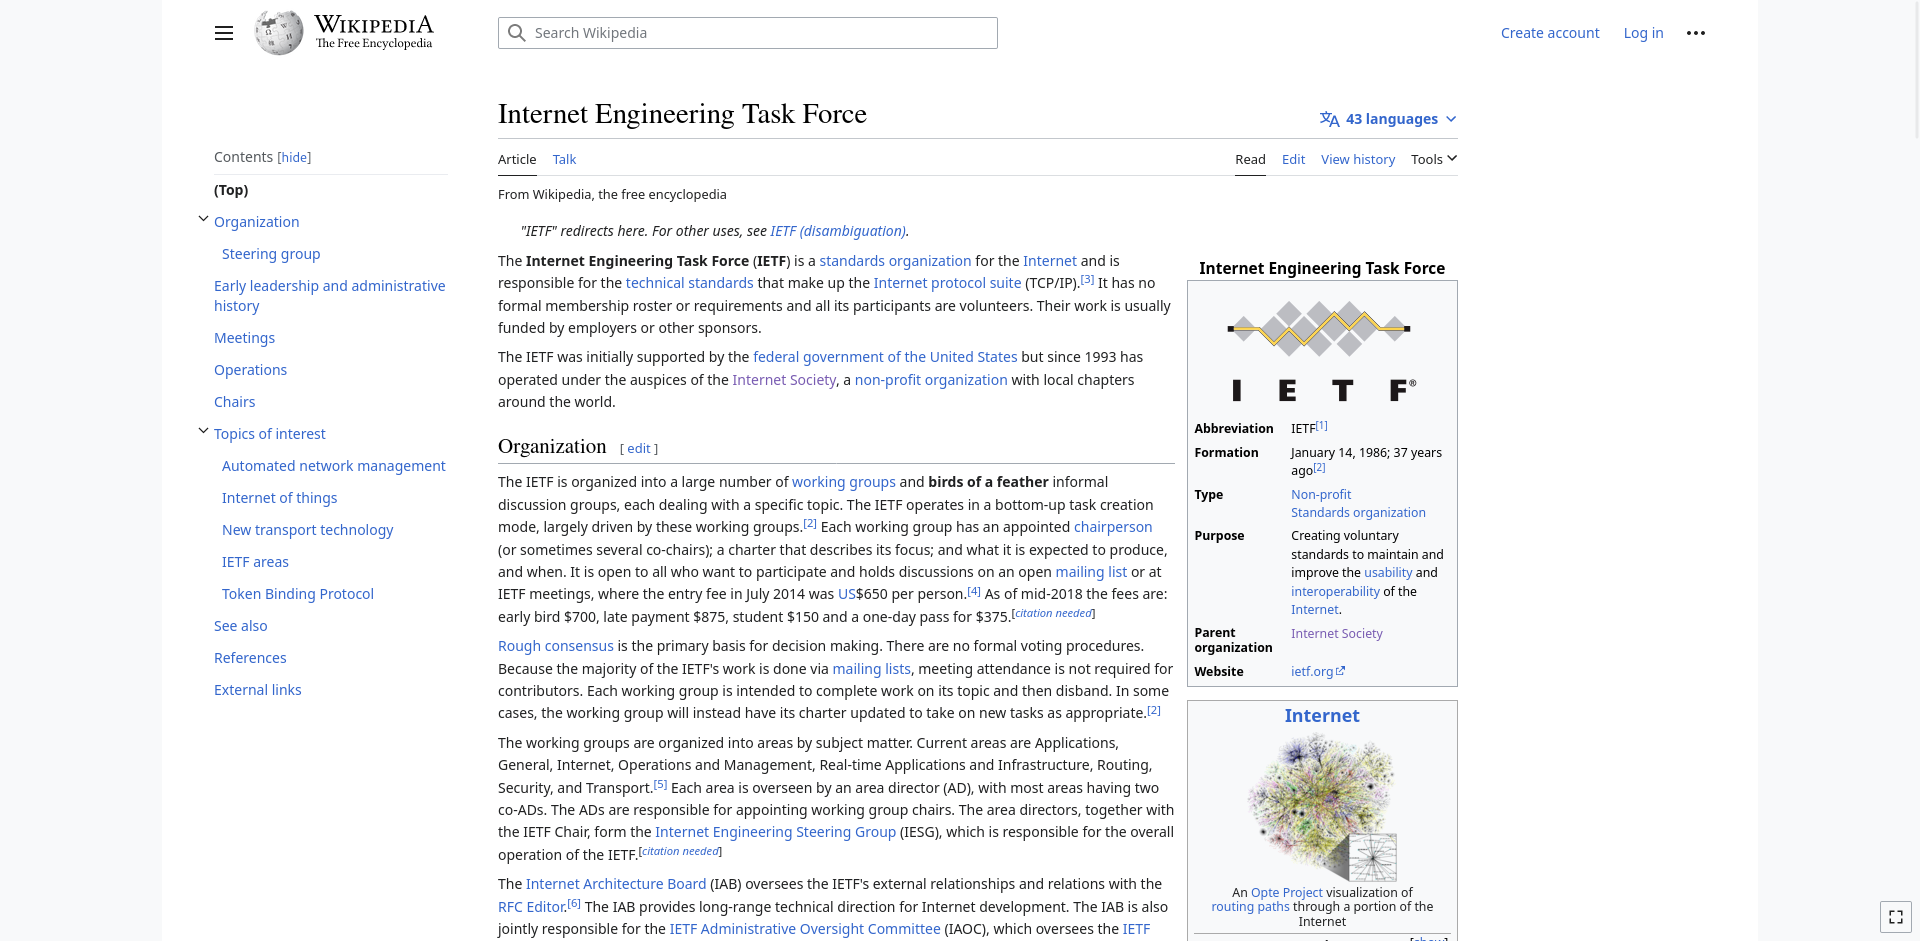 WIKIPEDIA
The Free Encyclopedia
Search Wikipedia
Create account
Log in
Contents [hide]
(Top)
Organization
Steering group
Early leadership and administrative
history
Meetings
Operations
Chairs
Topics of interest
Automated network management
Internet of things
New transport technology
IETF areas
Token Binding Protocol
See also
References
External links
Internet Engineering Task Force
43 languages
Article
Talk
Read
Edit
View history
Tools
From Wikipedia, the free encyclopedia
"IETF" redirects here. For other uses, see IETF (disambiguation).
The Internet Engineering Task Force (IETF) is a standards organization for the Internet and is
responsible for the technical standards that make up the Internet protocol suite (TCP/IP).[3] It has no
formal membership roster or requirements and all its participants are volunteers. Their work is usually
funded by employers or other sponsors.
The IETF was initially supported by the federal government of the United States but since 1993 has
operated under the auspices of the Internet Society, a non-profit organization with local chapters
around the world.
Organization [ edit ]
The IETF is organized into a large number of working groups and birds of a feather informal
discussion groups, each dealing with a specific topic. The IETF operates in a bottom-up task creation
mode, largely driven by these working groups.[2] Each working group has an appointed chairperson
(or sometimes several co-chairs); a charter that describes its focus; and what it is expected to produce,
and when. It is open to all who want to participate and holds discussions on an open mailing list or at
IETF meetings, where the entry fee in July 2014 was US$650 per person.[4] As of mid-2018 the fees are:
early bird $700, late payment $875, student $150 and a one-day pass for $375.[citation needed]
Rough consensus is the primary basis for decision making. There are no formal voting procedures.
Because the majority of the IETF's work is done via mailing lists, meeting attendance is not required for
contributors. Each working group is intended to complete work on its topic and then disband. In some
cases, the working group will instead have its charter updated to take on new tasks as appropriate.[2]
The working groups are organized into areas by subject matter. Current areas are Applications,
General, Internet, Operations and Management, Real-time Applications and Infrastructure, Routing,
Security, and Transport.[5] Each area is overseen by an area director (AD), with most areas having two
co-ADs. The ADs are responsible for appointing working group chairs. The area directors, together with
the IETF Chair, form the Internet Engineering Steering Group (IESG), which is responsible for the overall
operation of the IETF.[citation needed]
The Internet Architecture Board (IAB) oversees the IETF's external relationships and relations with the
RFC Editor.[6] The IAB provides long-range technical direction for Internet development. The IAB is also
jointly responsible for the IETF Administrative Oversight Committee (IAOC), which oversees the IETF
Internet Engineering Task Force
I E T F®
Abbreviation IETF[1]
Formation January 14, 1986; 37 years
ago[2]
Type Non-profit
Standards organization
Purpose Creating voluntary
standards to maintain and
improve the usability and
interoperability of the
Internet.
Parent
organization Internet Society
Website ietf.org
Internet
An Opte Project visualization of
routing paths through a portion of the
Internet